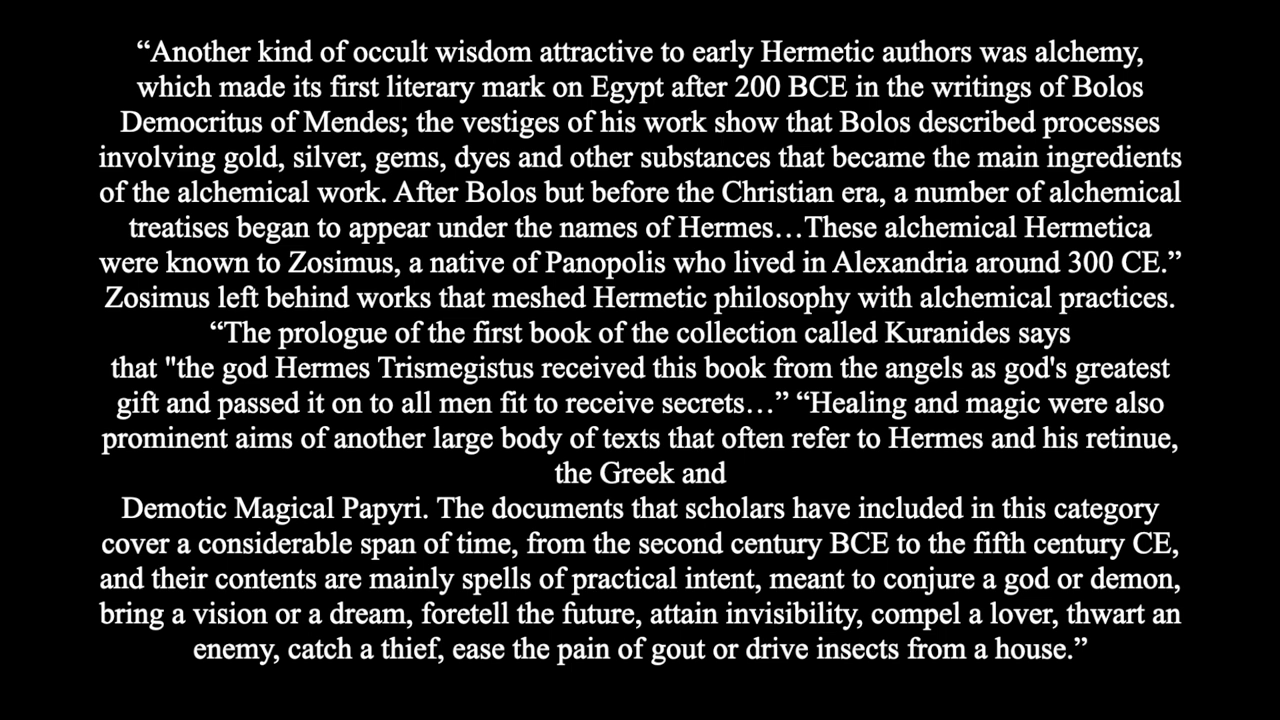 “Another kind of occult wisdom attractive to early Hermetic authors was alchemy,
which made its first literary mark on Egypt after 200 BCE in the writings of Bolos
Democritus of Mendes; the vestiges of his work show that Bolos described processes
involving gold, silver, gems, dyes and other substances that became the main ingredients
of the alchemical work. After Bolos but before the Christian era, a number of alchemical
treatises began to appear under the names of Hermes…These alchemical Hermetica
were known to Zosimus, a native of Panopolis who lived in Alexandria around 300 CE.”
Zosimus left behind works that meshed Hermetic philosophy with alchemical practices.
“The prologue of the first book of the collection called Kuranides says
that "the god Hermes Trismegistus received this book from the angels as god's greatest
gift and passed it on to all men fit to receive secrets…” “Healing and magic were also
prominent aims of another large body of texts that often refer to Hermes and his retinue,
the Greek and
Demotic Magical Papyri. The documents that scholars have included in this category
cover a considerable span of time, from the second century BCE to the fifth century CE,
and their contents are mainly spells of practical intent, meant to conjure a god or demon,
bring a vision or a dream, foretell the future, attain invisibility, compel a lover, thwart an
enemy, catch a thief, ease the pain of gout or drive insects from a house.”